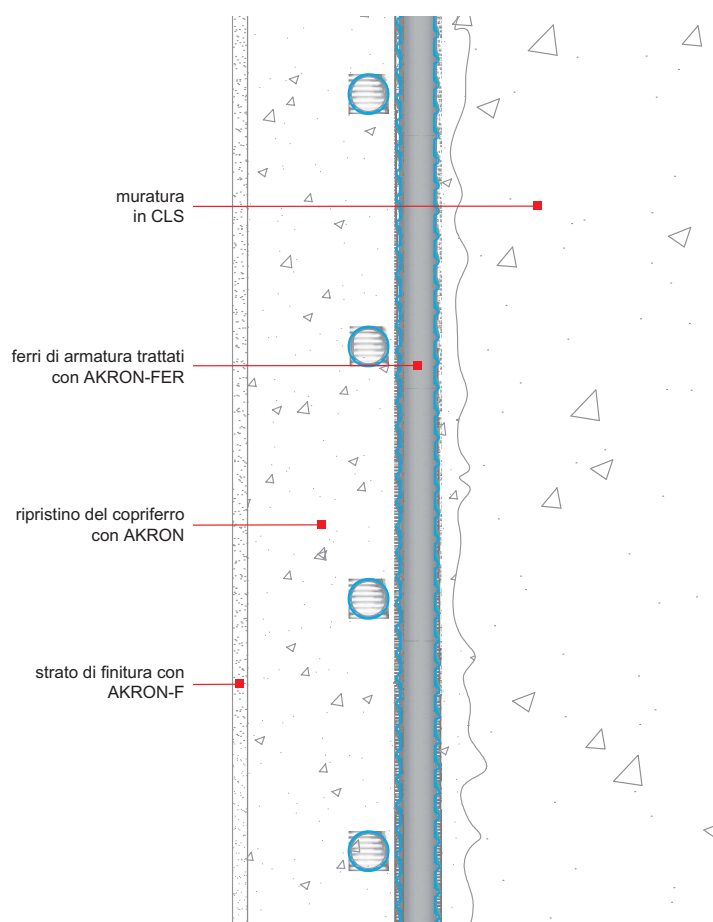 muratura
in CLS
ferri di armatura trattati
con AKRON-FER
ripristino del copriferro
con AKRON
strato di finitura con
AKRON-F